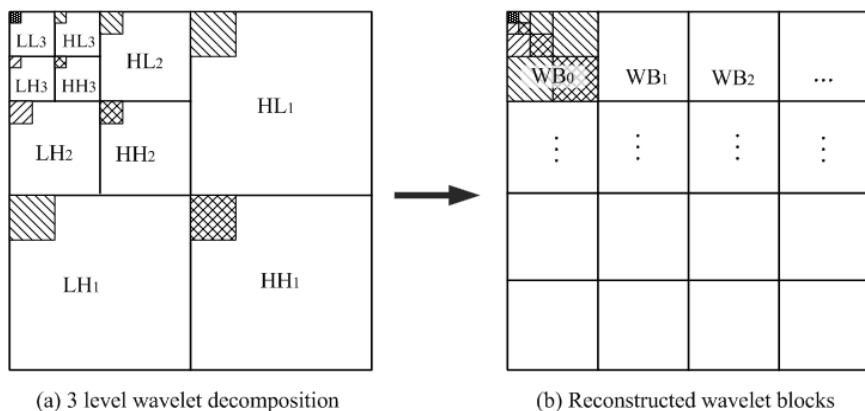 LL3 HL3
HL2
LH3 HH3
HL1
LH2 HH2
LH1 HH1
(a) 3 level wavelet decomposition
WB0 WB1 WB2 ...
⋮ ⋮ ⋮ ⋮
(b) Reconstructed wavelet blocks